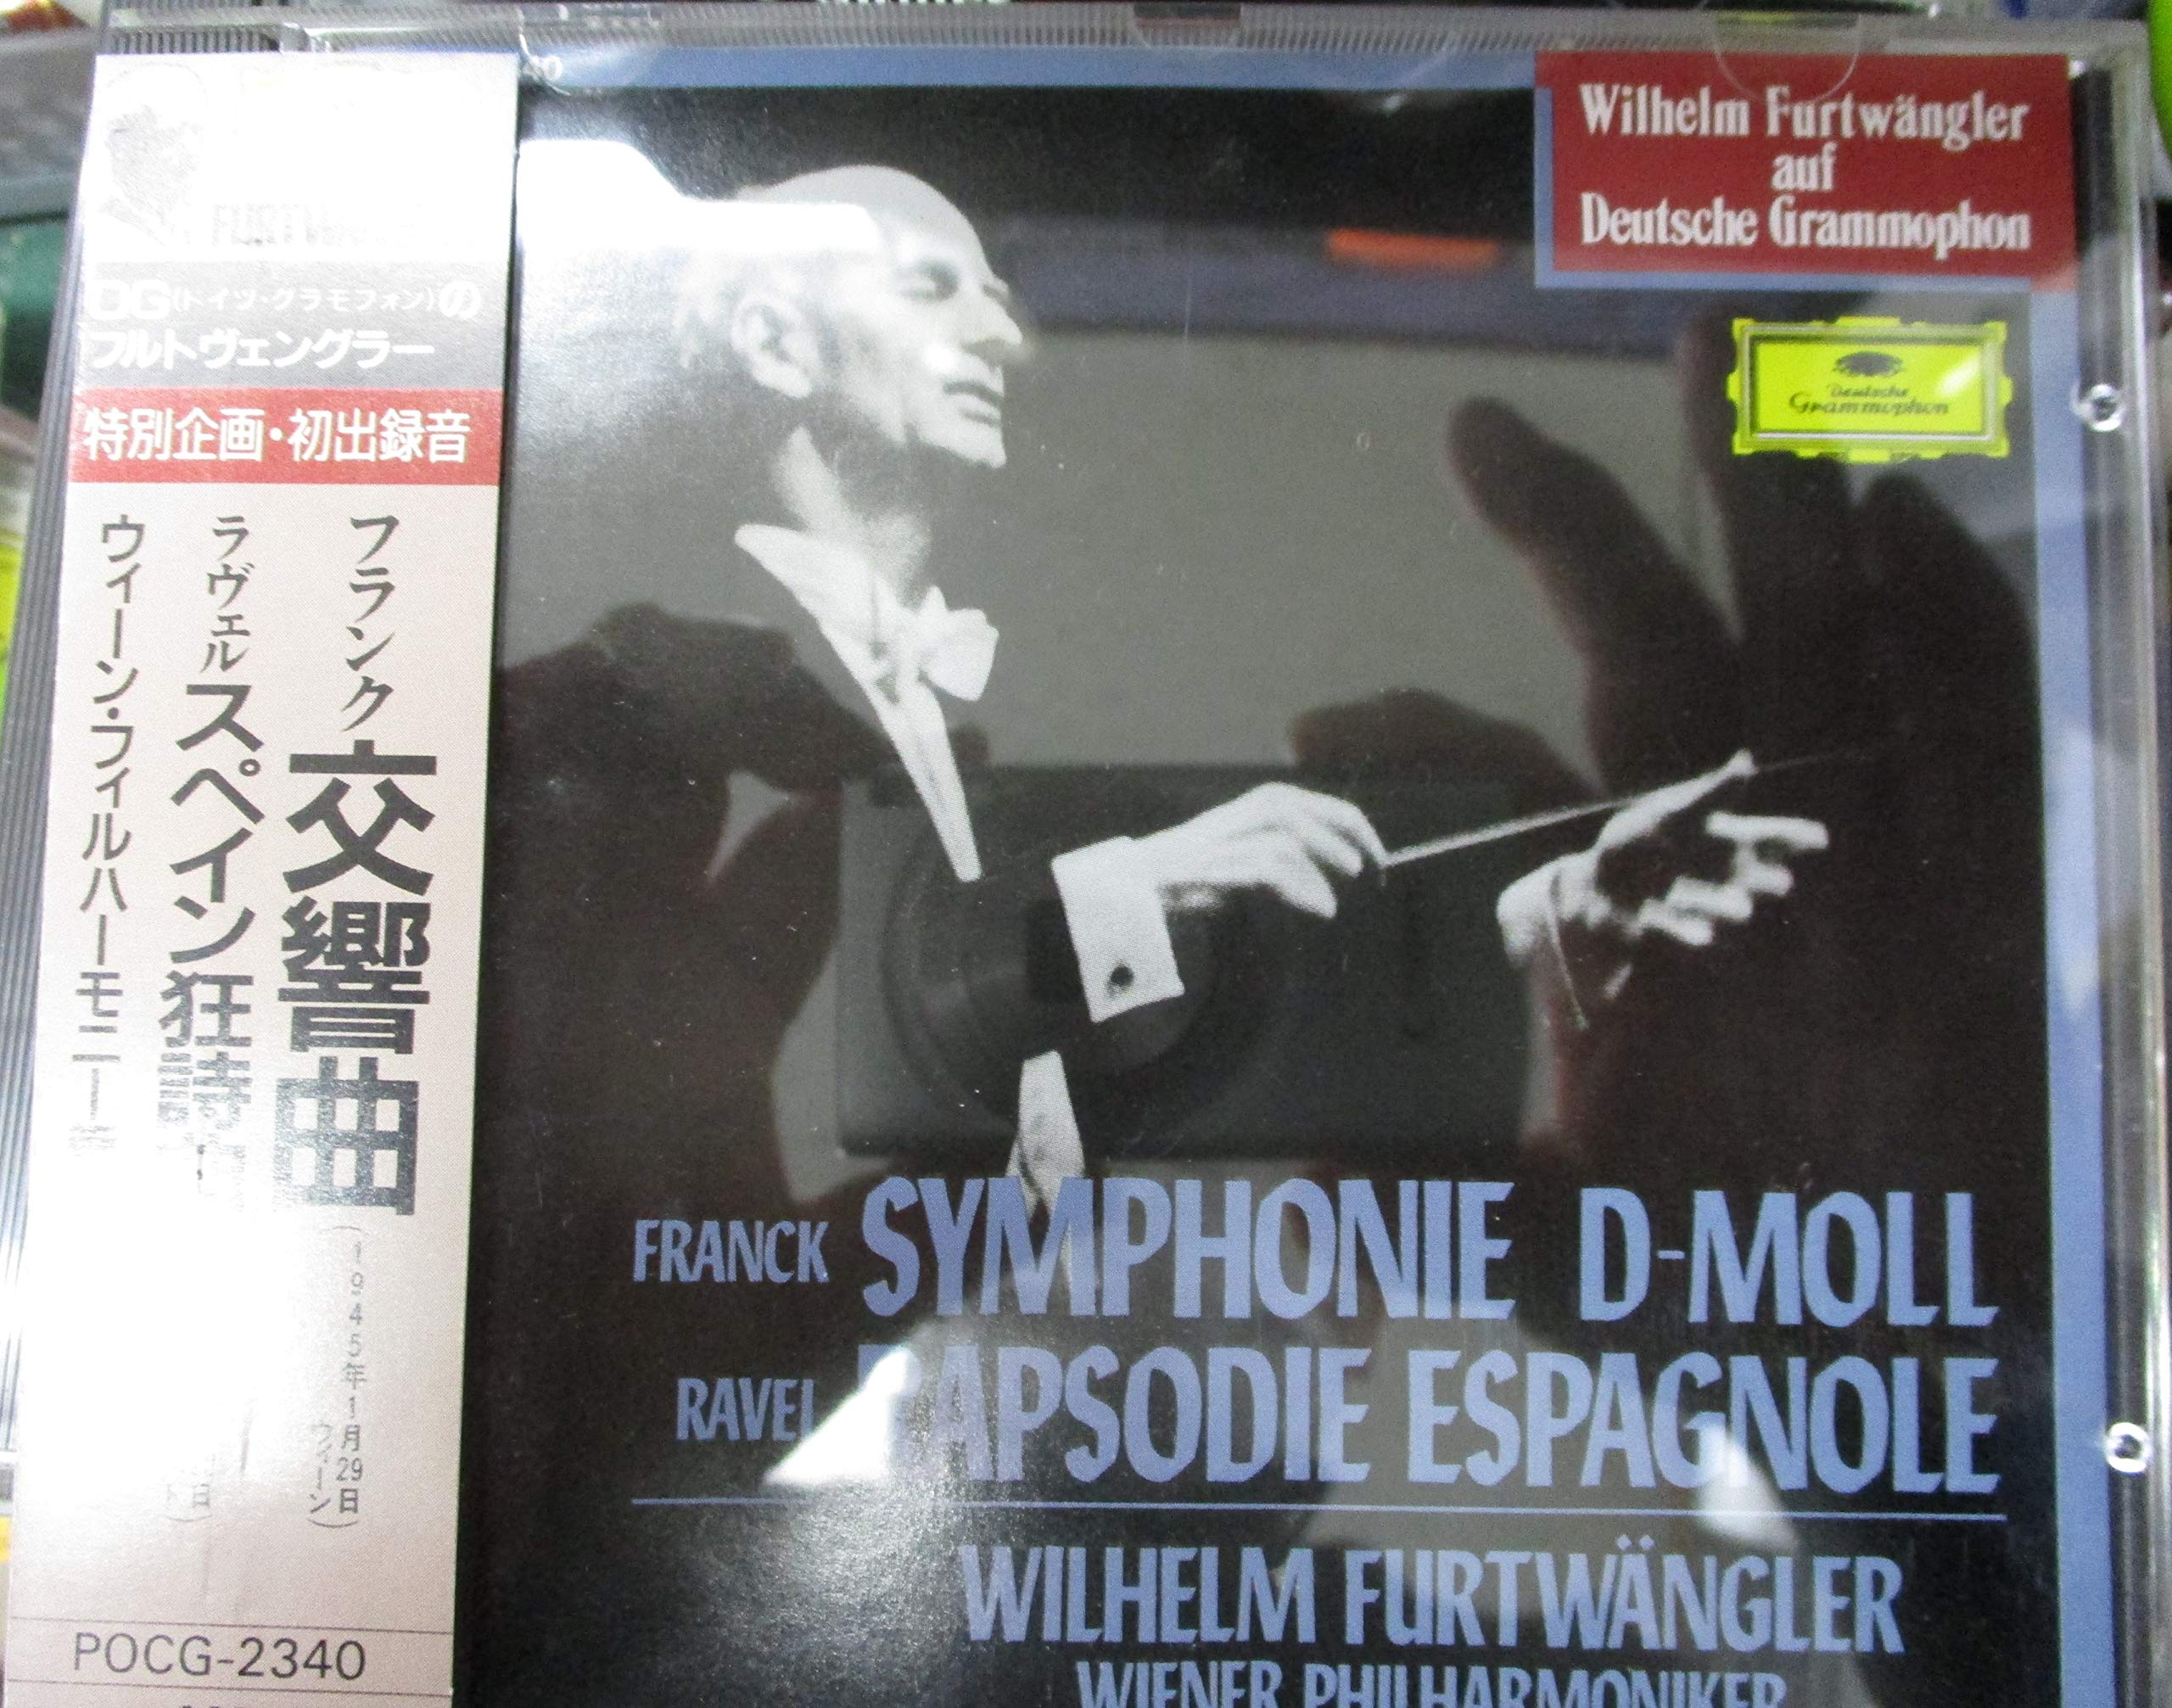 DG(ドイツ・グラモフォン)の
フルトヴェングラー
特別企画・初出録音
フランク 交響曲
(1945年1月29日
ウィーン)
ラヴェル スペイン狂詩
ウィーン・フィルハーモニー
POCG-2340
Wilhelm Furtwängler
auf
Deutsche Grammophon
Deutsche
Grammophon
FRANCK SYMPHONIE D-MOLL
RAVEL RAPSODIE ESPAGNOLE
WILHELM FURTWÄNGLER
WIENER PHILHARMONIKER